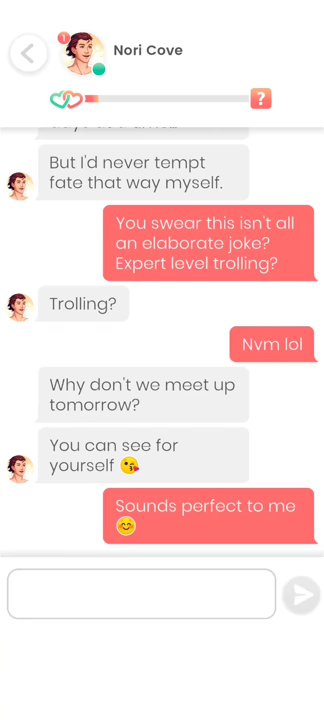 1
Nori Cove
?
But I'd never tempt
fate that way myself.
You swear this isn't all
an elaborate joke?
Expert level trolling?
Trolling?
Nvm lol
Why don't we meet up
tomorrow?
You can see for
yourself 😘
Sounds perfect to me
😊